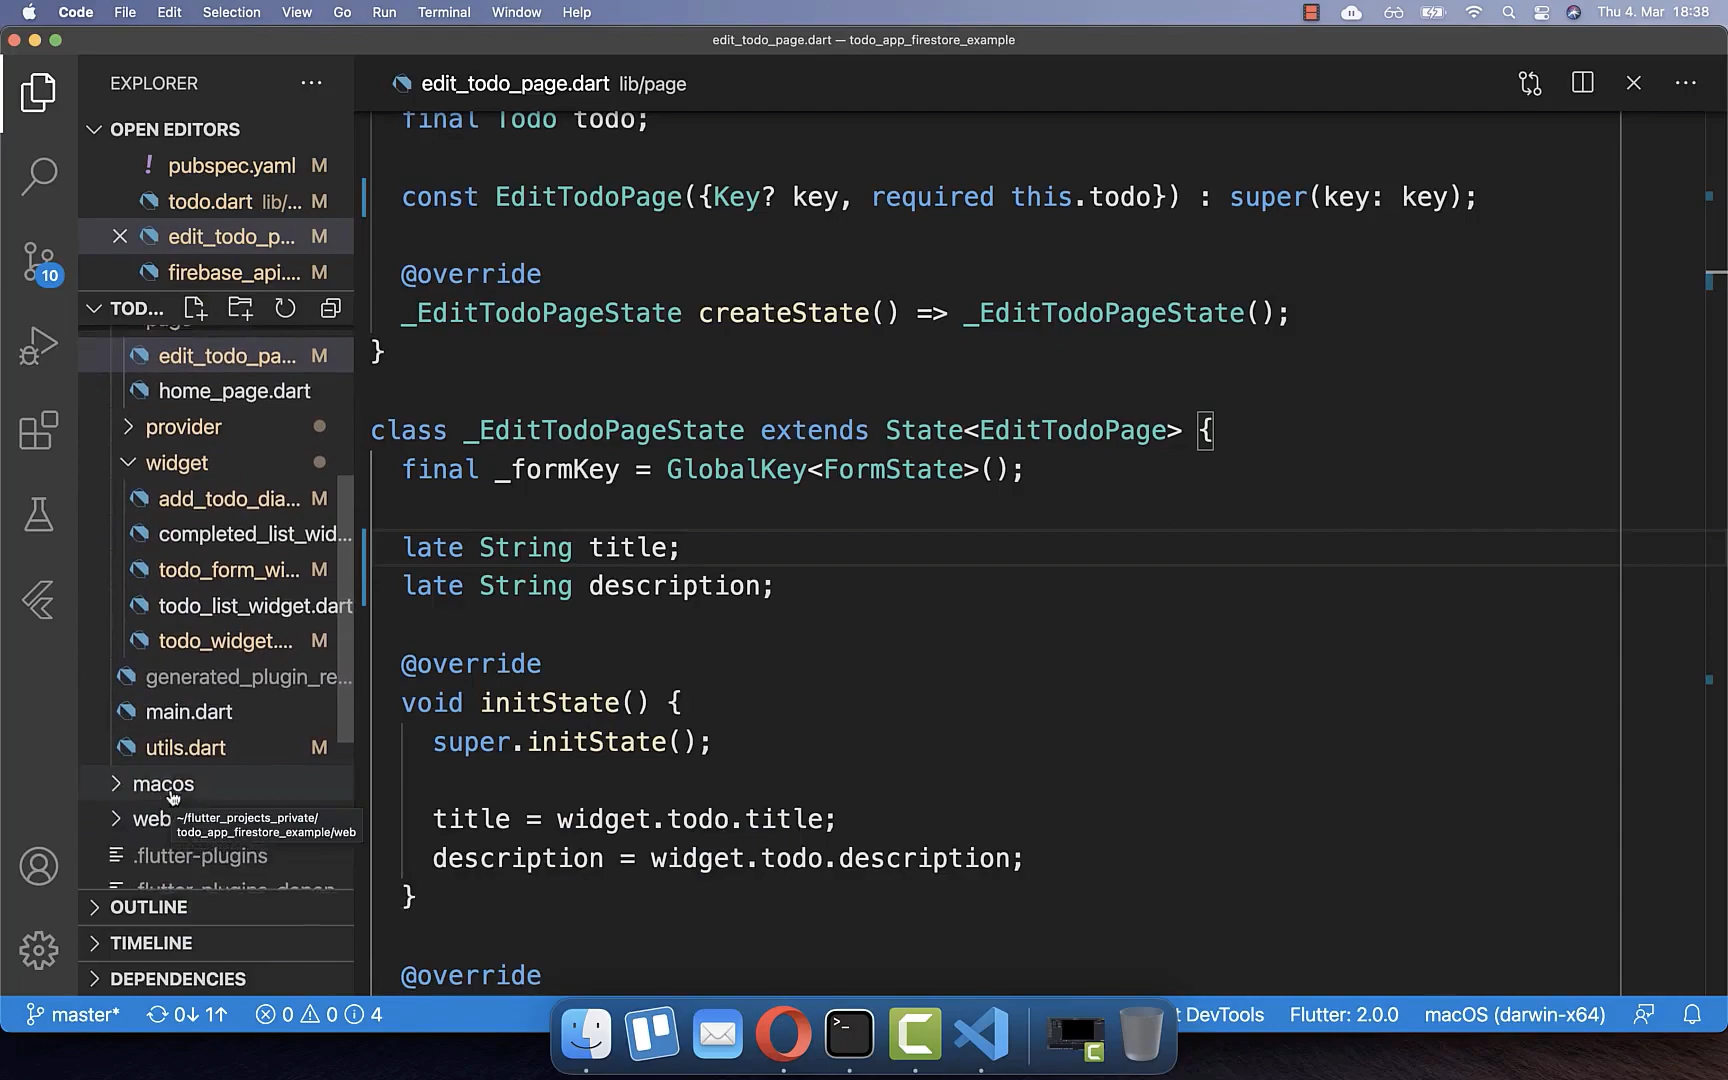 Code File Edit Selection View Go Run Terminal Window Help Thu 4. Mar 18:38
edit_todo_page.dart — todo_app_firestore_example
EXPLORER
OPEN EDITORS
! pubspec.yaml M
todo.dart lib/... M
edit_todo_p... M
firebase_api.... M
10
TOD...
page
edit_todo_pa... M
home_page.dart
provider
widget
add_todo_dia... M
completed_list_wid...
todo_form_wi... M
todo_list_widget.dart
todo_widget.... M
generated_plugin_re...
main.dart
utils.dart M
macos
web
~/flutter_projects_private/
todo_app_firestore_example/web
.flutter-plugins
.flutter-plugins-depen...
OUTLINE
TIMELINE
DEPENDENCIES
edit_todo_page.dart lib/page
final Todo todo;
const EditTodoPage({Key? key, required this.todo}) : super(key: key);
@override
_EditTodoPageState createState() => _EditTodoPageState();
}
class _EditTodoPageState extends State<EditTodoPage> {
final _formKey = GlobalKey<FormState>();
late String title;
late String description;
@override
void initState() {
super.initState();
title = widget.todo.title;
description = widget.todo.description;
}
@override
master* 0↓ 1↑ 0 0 4 t DevTools Flutter: 2.0.0 macOS (darwin-x64)